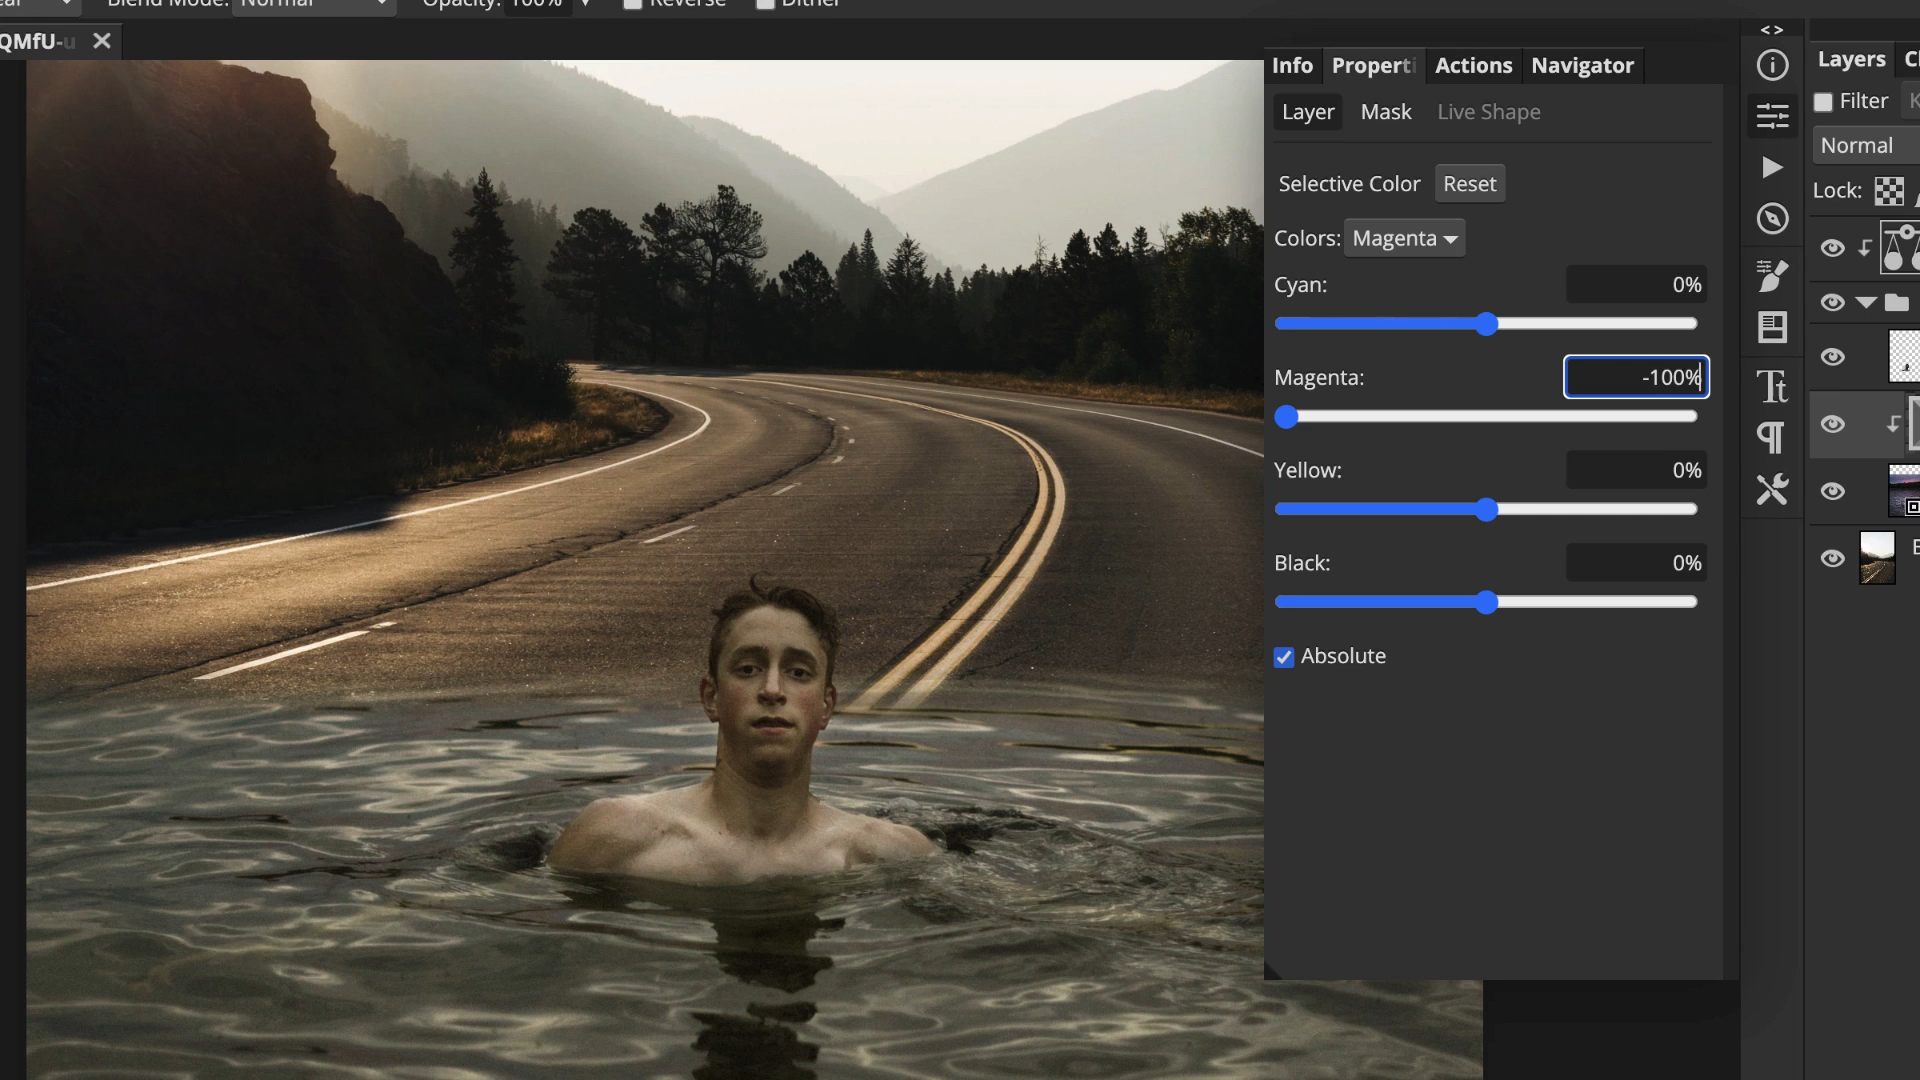 Blend Mode: Normal Opacity: 100% Reverse Dither
QMfU-u
Info Properti Actions Navigator
Layer Mask Live Shape
Selective Color Reset
Colors: Magenta
Cyan: 0%
Magenta: -100%
Yellow: 0%
Black: 0%
Absolute
Layers
Filter
Normal
Lock: